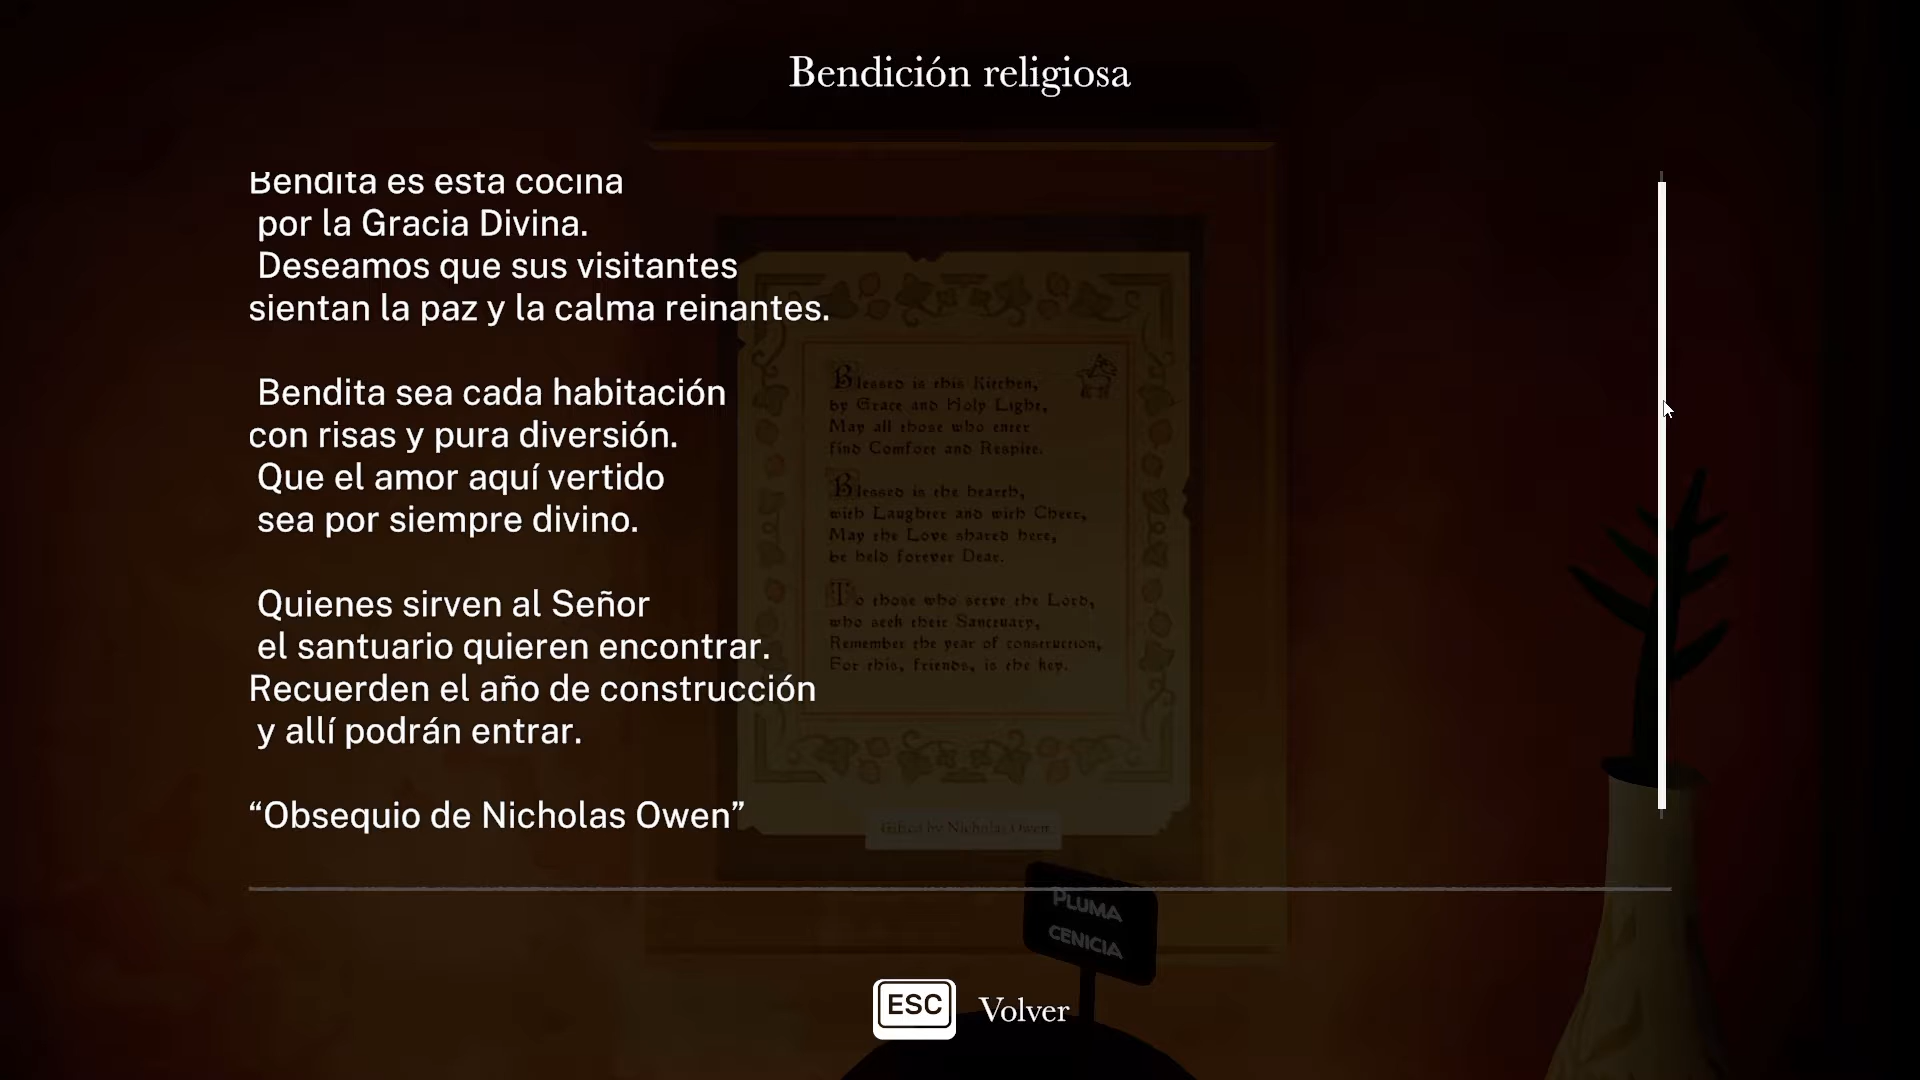 Bendición religiosa
Bendita es esta cocina
por la Gracia Divina.
Deseamos que sus visitantes
sientan la paz y la calma reinantes.
Bendita sea cada habitación
con risas y pura diversión.
Que el amor aquí vertido
sea por siempre divino.
Quienes sirven al Señor
el santuario quieren encontrar.
Recuerden el año de construcción
y allí podrán entrar.
“Obsequio de Nicholas Owen”
Blessed is this Kitchen,
by Grace and Holy Light,
May all those who enter
find Comfort and Respite.
Blessed is the hearth,
with Laughter and with Cheer,
May the Love shared here,
be held forever Dear.
To those who serve the Lord,
who seek their Sanctuary,
Remember the year of construction,
For this, friends, is the key.
Gifted by Nicholas Owen
PLUMA
CENICIA
ESC Volver